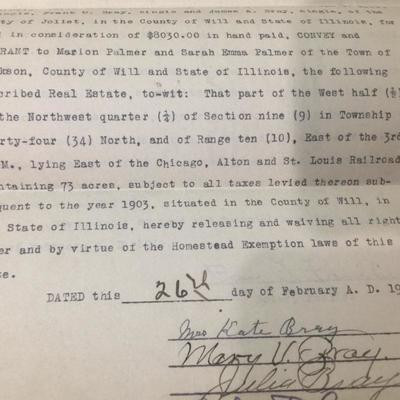 single and James A. Bray, single, of the
ty of Joliet, in the County of Will and State of Illinois, for
in consideration of $8030.00 in hand paid, CONVEY and
RANT to Marion Palmer and Sarah Emma Palmer of the Town of
kson, County of Will and State of Illinois, the following
cribed Real Estate, to-wit: That part of the West half (½)
the Northwest quarter (¼) of Section nine (9) in Township
rty-four (34) North, and of Range ten (10), East of the 3rd
M., lying East of the Chicago, Alton and St. Louis Railroad
ntaining 73 acres, subject to all taxes levied thereon sub-
quent to the year 1903, situated in the County of Will, in
State of Illinois, hereby releasing and waiving all right
er and by virtue of the Homestead Exemption laws of this
te.
DATED this 26th day of February A. D. 19
Mrs Kate Bray
Mary V. Bray.
Julia Bray